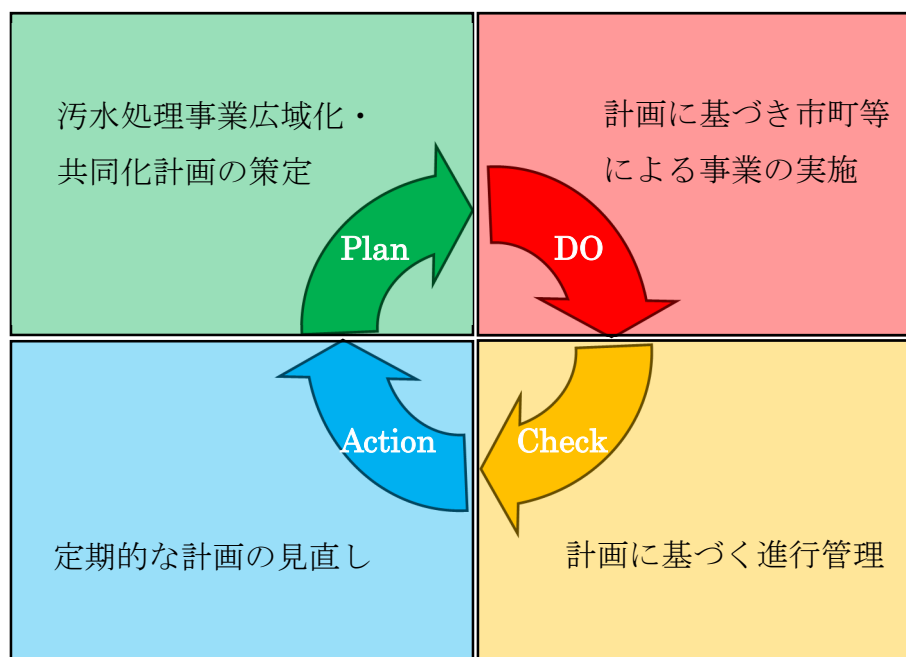 汚水処理事業広域化・
共同化計画の策定
Plan
計画に基づき市町等
による事業の実施
DO
定期的な計画の見直し
Action
計画に基づく進行管理
Check